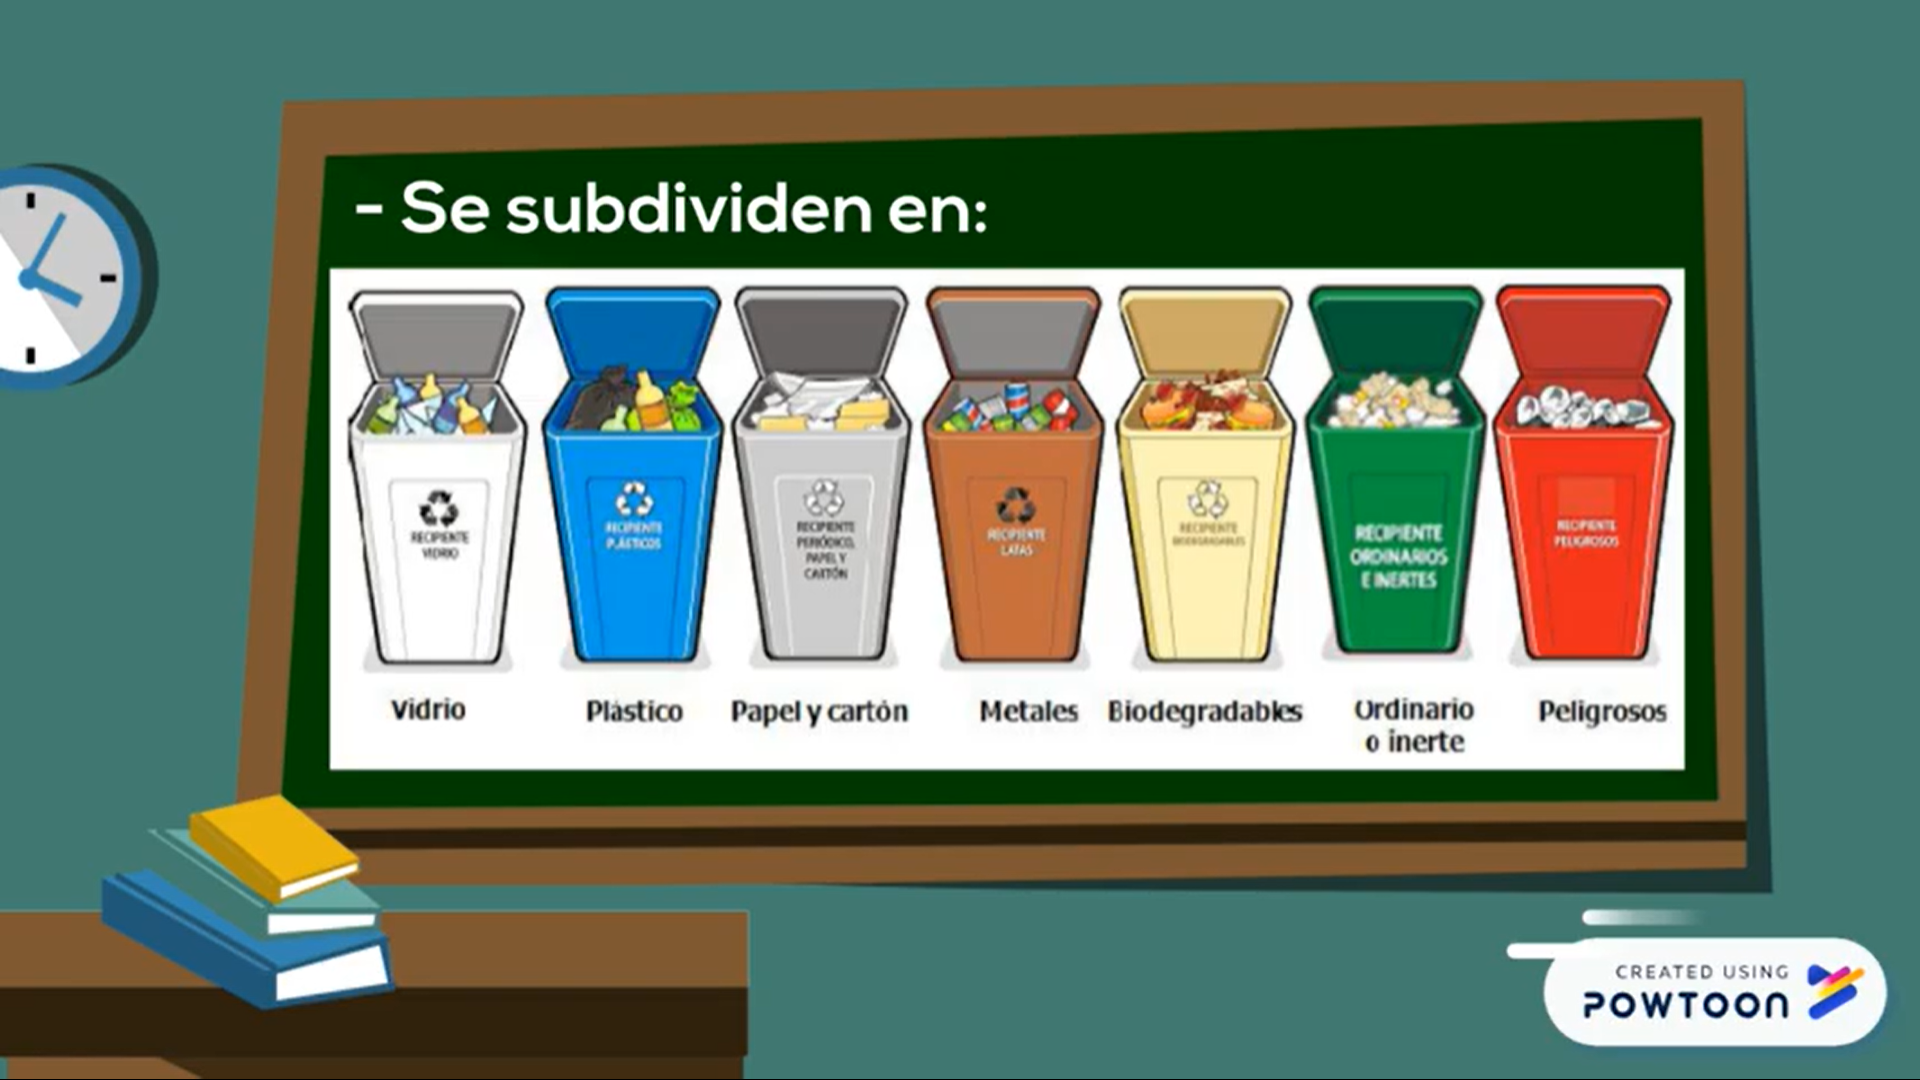 - Se subdividen en:
RECIPIENTE
VIDRIO
RECIPIENTE
PLÁSTICOS
RECIPIENTE
PERIÓDICO,
PAPEL Y
CARTÓN
RECIPIENTE
LATAS
RECIPIENTE
BIODEGRADABLES
RECIPIENTE
ORDINARIOS
E INERTES
RECIPIENTE
PELIGROSOS
Vidrio
Plástico
Papel y cartón
Metales
Biodegradables
Ordinario
o inerte
Peligrosos
CREATED USING
POWTOON